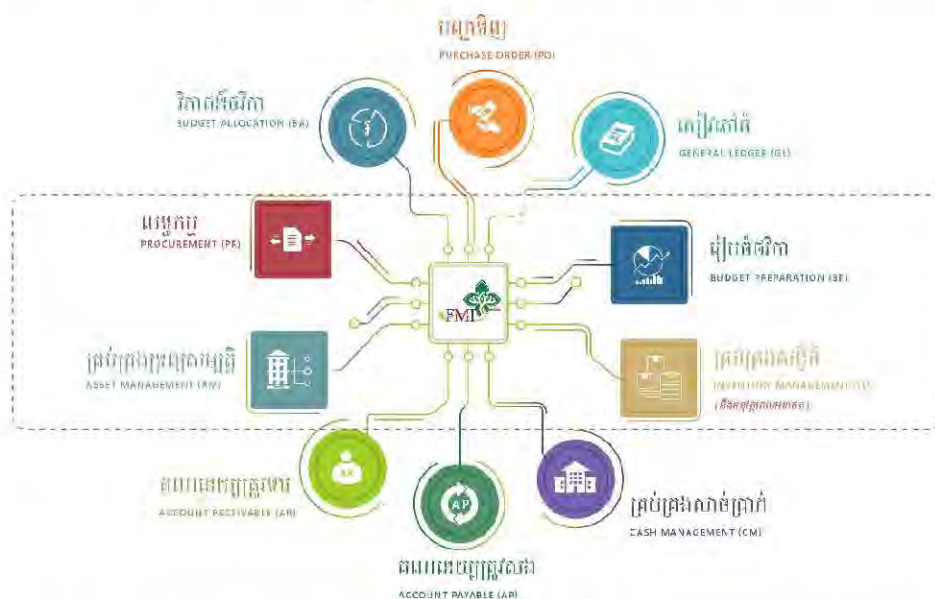 បញ្ជាទិញ
PURCHASE ORDER (PO)
វិភាជន៍ថវិកា
BUDGET ALLOCATION (BA)
សៀវភៅធំ
GENERAL LEDGER (GL)
លទ្ធកម្ម
PROCUREMENT (PR)
រៀបចំថវិកា
BUDGET PREPARATION (BP)
FMI
គ្រប់គ្រងទ្រព្យសម្បត្តិ
ASSET MANAGEMENT (AM)
គ្រប់គ្រងសន្និធិ
INVENTORY MANAGEMENT
AR
គណនេយ្យត្រូវទារ
ACCOUNT RECEIVABLE (AR)
AP
គ្រប់គ្រងសាច់ប្រាក់
CASH MANAGEMENT (CM)
គណនេយ្យត្រូវសង
ACCOUNT PAYABLE (AP)